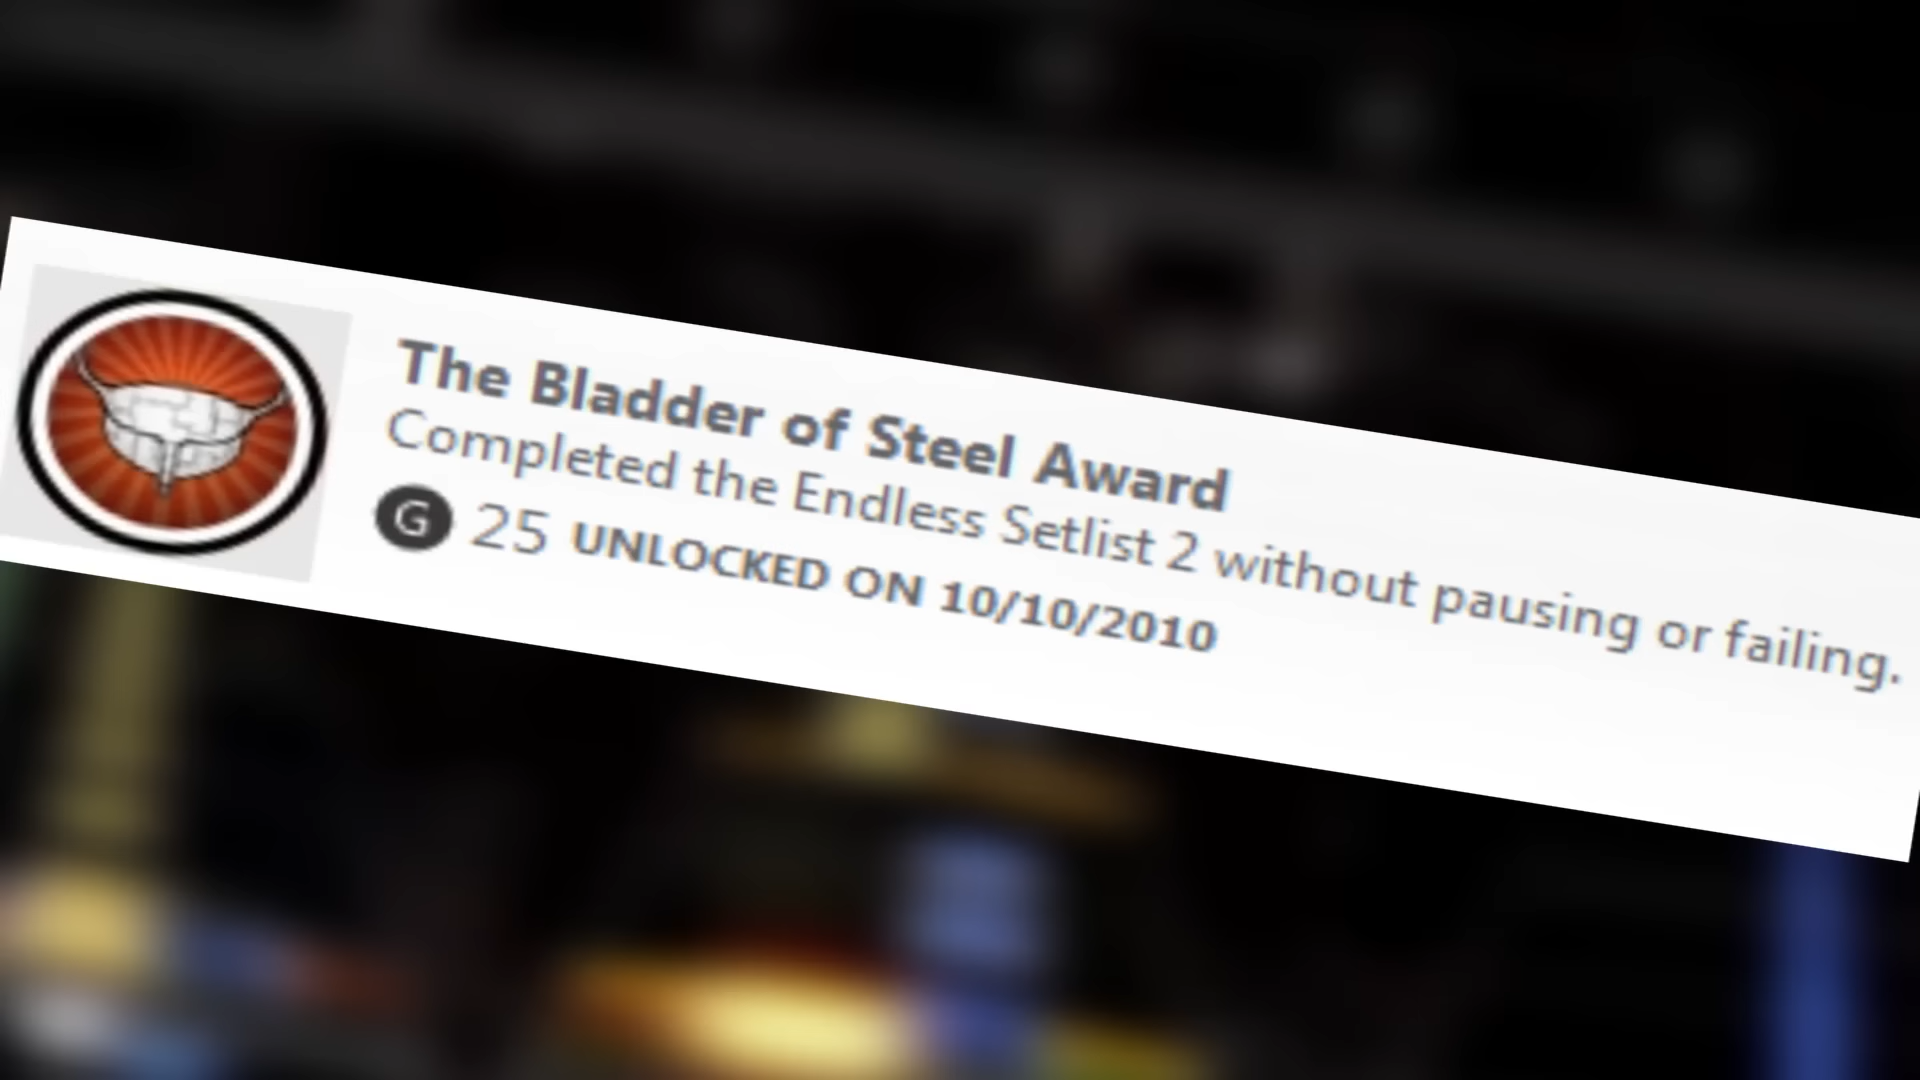 The Bladder of Steel Award
Completed the Endless Setlist 2 without pausing or failing.
G 25 UNLOCKED ON 10/10/2010